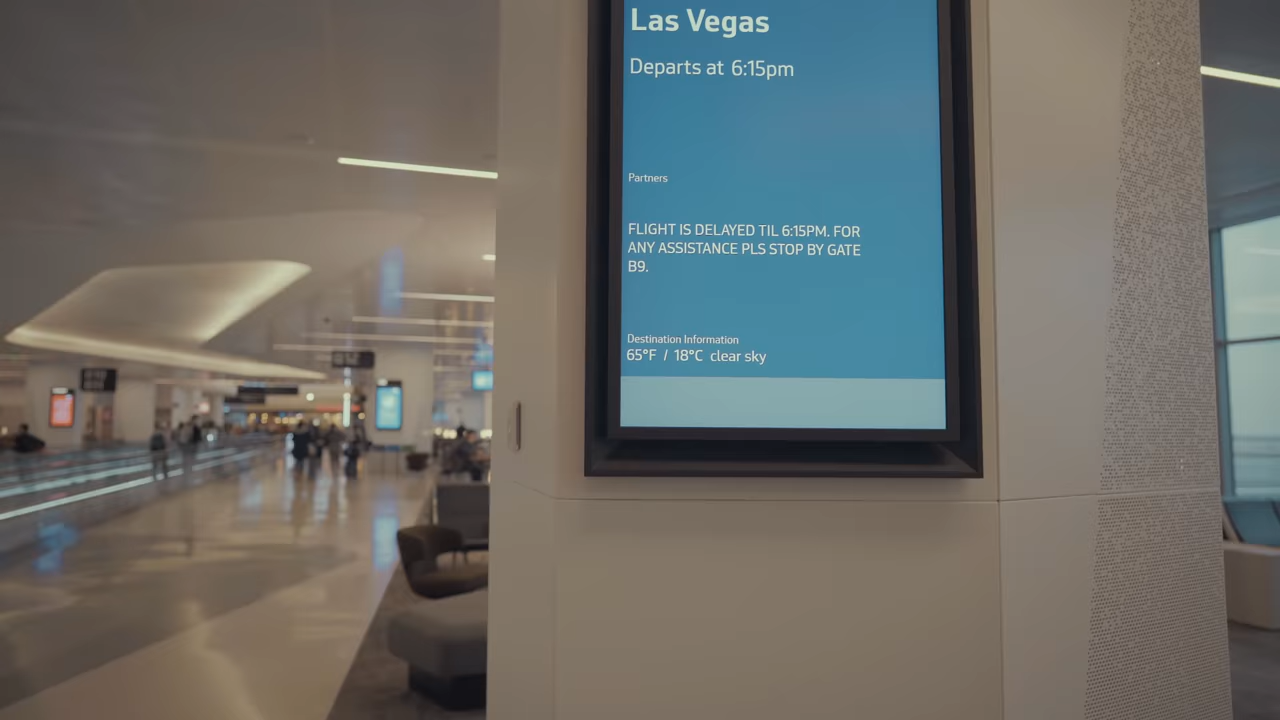 Las Vegas
Departs at 6:15pm
Partners
FLIGHT IS DELAYED TIL 6:15PM. FOR
ANY ASSISTANCE PLS STOP BY GATE
B9.
Destination Information
65°F / 18°C clear sky